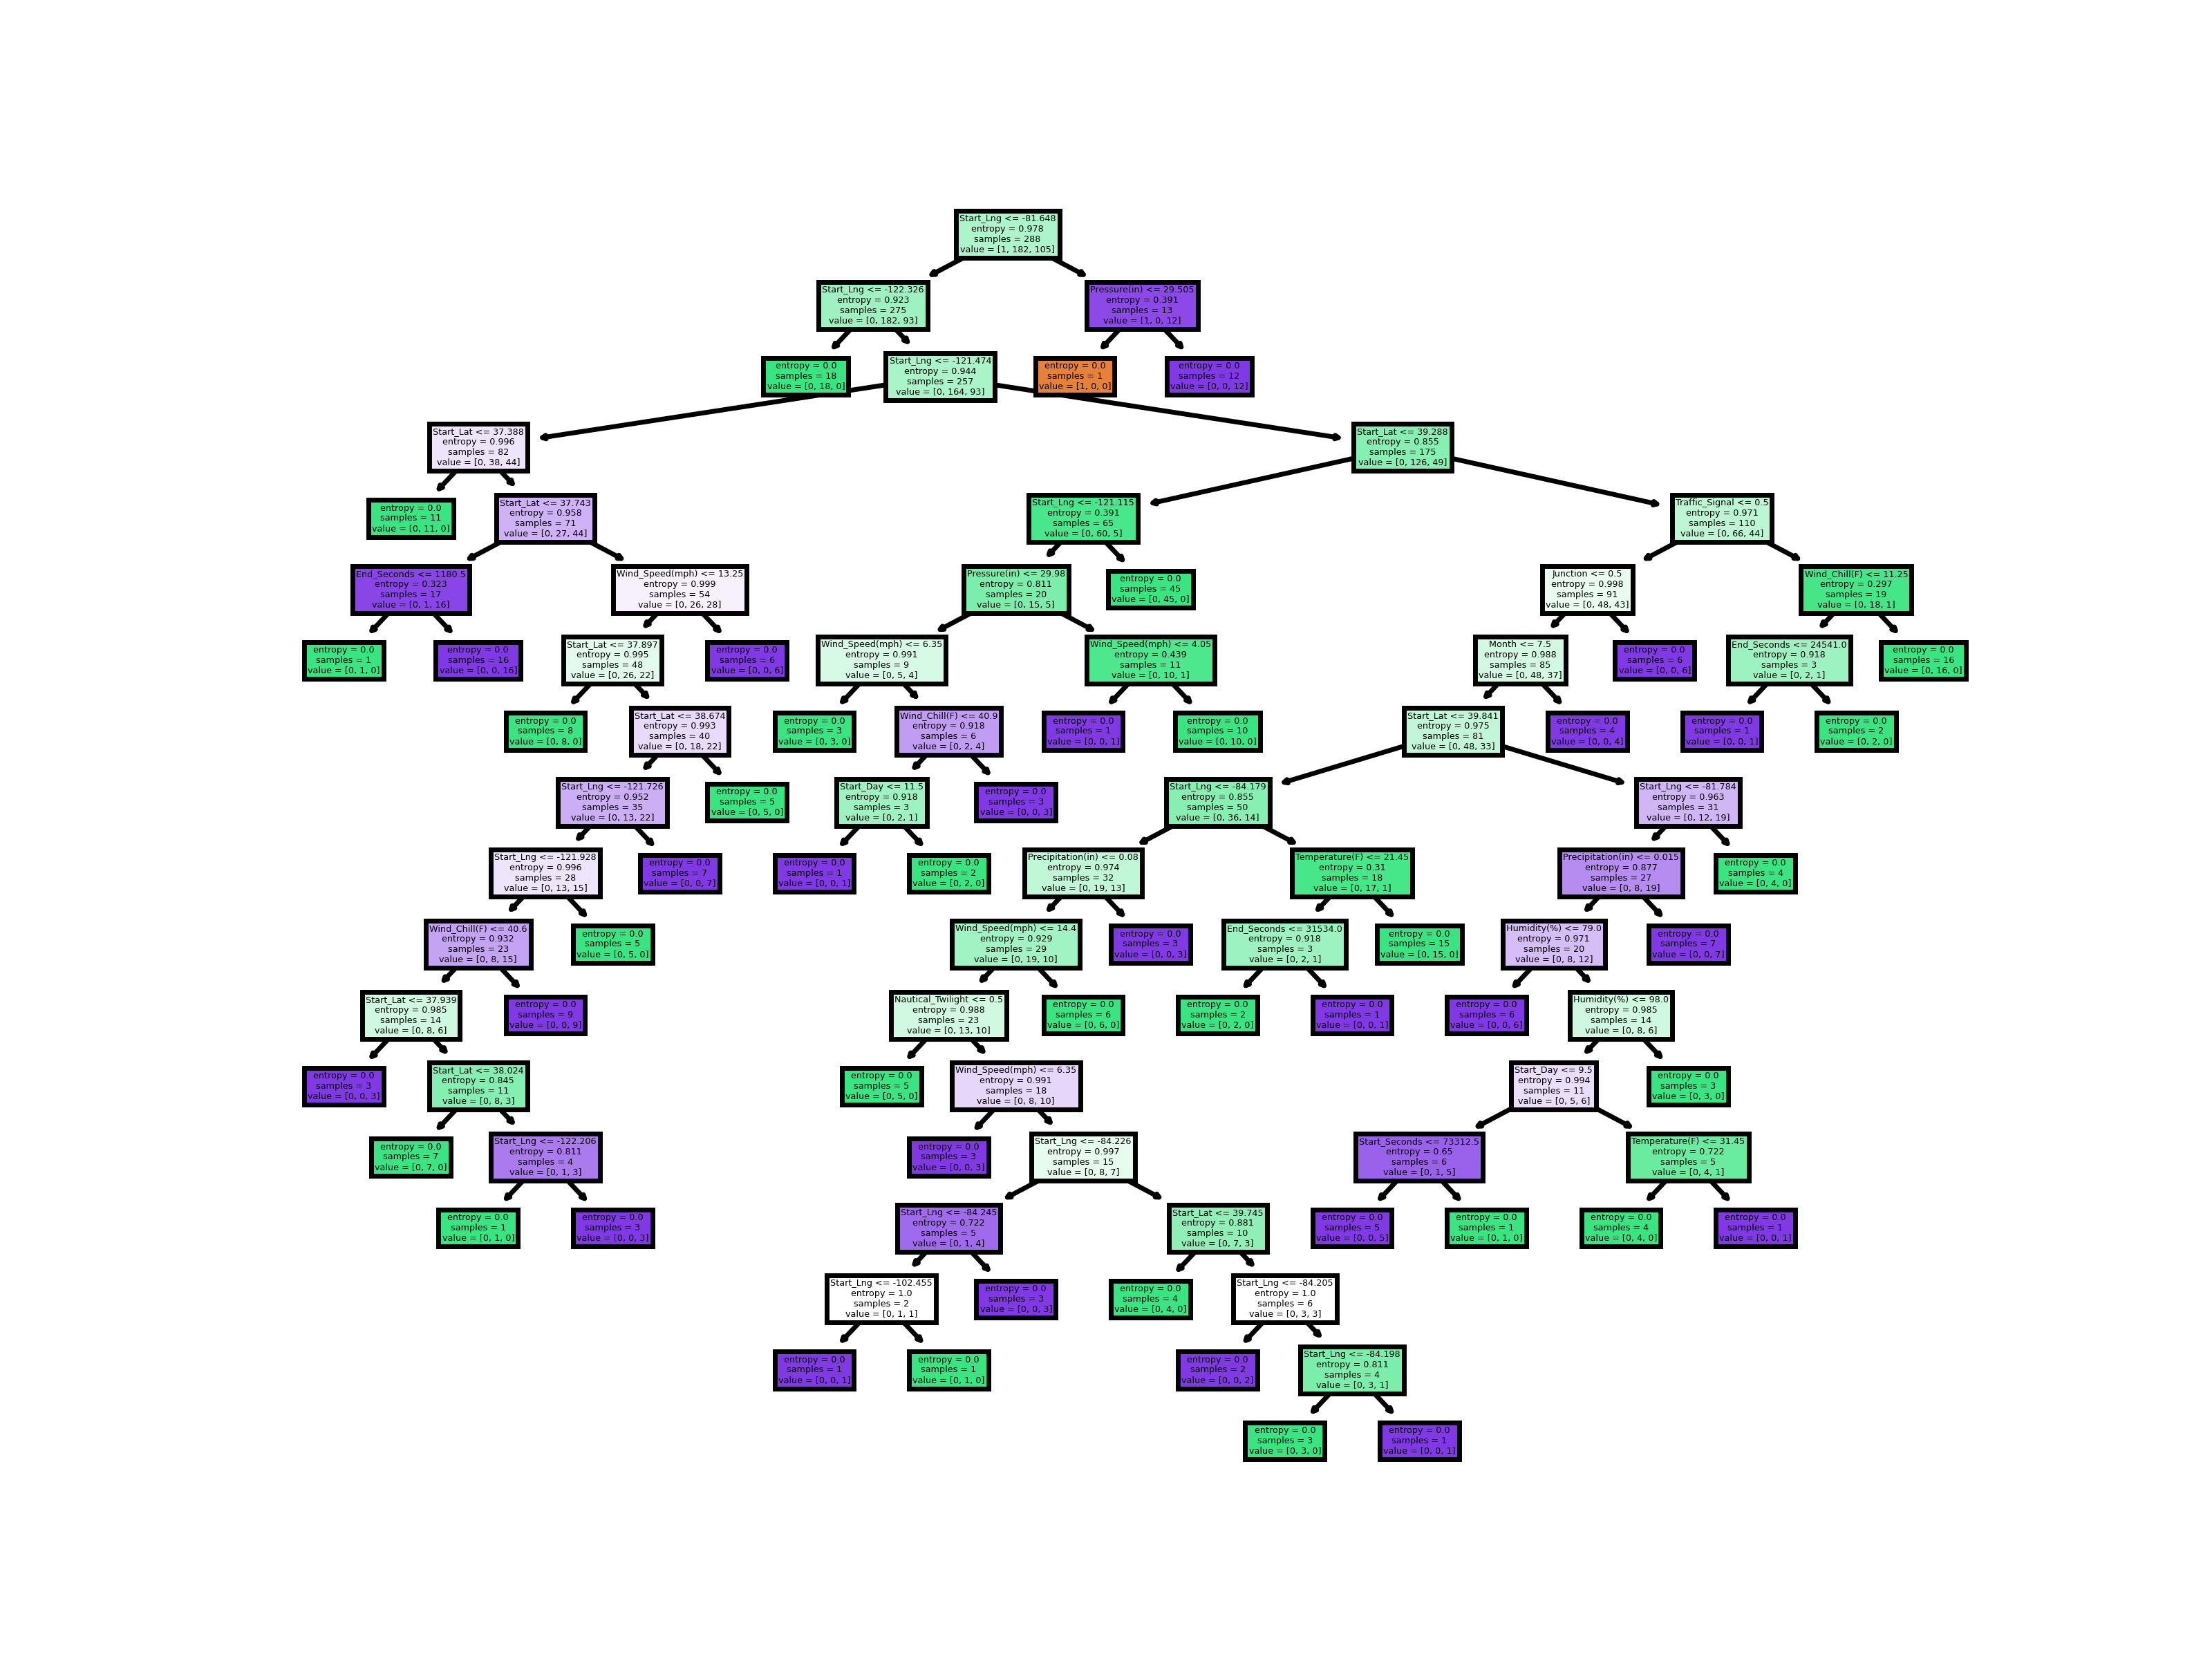 Start_Lng <= -81.648
entropy = 0.978
samples = 288
value = [1, 182, 105]
Start_Lng <= -122.326
entropy = 0.923
samples = 275
value = [0, 182, 93]
Pressure(in) <= 29.505
entropy = 0.391
samples = 13
value = [1, 0, 12]
entropy = 0.0
samples = 18
value = [0, 18, 0]
Start_Lng <= -121.474
entropy = 0.944
samples = 257
value = [0, 164, 93]
entropy = 0.0
samples = 1
value = [1, 0, 0]
entropy = 0.0
samples = 12
value = [0, 0, 12]
Start_Lat <= 37.388
entropy = 0.996
samples = 82
value = [0, 38, 44]
Start_Lat <= 39.288
entropy = 0.855
samples = 175
value = [0, 126, 49]
entropy = 0.0
samples = 11
value = [0, 11, 0]
Start_Lat <= 37.743
entropy = 0.958
samples = 71
value = [0, 27, 44]
Start_Lng <= -121.115
entropy = 0.391
samples = 65
value = [0, 60, 5]
Traffic_Signal <= 0.5
entropy = 0.971
samples = 110
value = [0, 66, 44]
End_Seconds <= 1180.5
entropy = 0.323
samples = 17
value = [0, 1, 16]
Wind_Speed(mph) <= 13.25
entropy = 0.999
samples = 54
value = [0, 26, 28]
Pressure(in) <= 29.98
entropy = 0.811
samples = 20
value = [0, 15, 5]
entropy = 0.0
samples = 45
value = [0, 45, 0]
Junction <= 0.5
entropy = 0.998
samples = 91
value = [0, 48, 43]
Wind_Chill(F) <= 11.25
entropy = 0.297
samples = 19
value = [0, 18, 1]
entropy = 0.0
samples = 1
value = [0, 1, 0]
entropy = 0.0
samples = 16
value = [0, 0, 16]
Start_Lat <= 37.897
entropy = 0.995
samples = 48
value = [0, 26, 22]
entropy = 0.0
samples = 6
value = [0, 0, 6]
Wind_Speed(mph) <= 6.35
entropy = 0.991
samples = 9
value = [0, 5, 4]
Wind_Speed(mph) <= 4.05
entropy = 0.439
samples = 11
value = [0, 10, 1]
Month <= 7.5
entropy = 0.988
samples = 85
value = [0, 48, 37]
entropy = 0.0
samples = 6
value = [0, 0, 6]
End_Seconds <= 24541.0
entropy = 0.918
samples = 3
value = [0, 2, 1]
entropy = 0.0
samples = 16
value = [0, 16, 0]
entropy = 0.0
samples = 8
value = [0, 8, 0]
Start_Lat <= 38.674
entropy = 0.993
samples = 40
value = [0, 18, 22]
entropy = 0.0
samples = 3
value = [0, 3, 0]
Wind_Chill(F) <= 40.9
entropy = 0.918
samples = 6
value = [0, 2, 4]
entropy = 0.0
samples = 1
value = [0, 0, 1]
entropy = 0.0
samples = 10
value = [0, 10, 0]
Start_Lat <= 39.841
entropy = 0.975
samples = 81
value = [0, 48, 33]
entropy = 0.0
samples = 4
value = [0, 0, 4]
entropy = 0.0
samples = 1
value = [0, 0, 1]
entropy = 0.0
samples = 2
value = [0, 2, 0]
Start_Lng <= -121.726
entropy = 0.952
samples = 35
value = [0, 13, 22]
entropy = 0.0
samples = 5
value = [0, 5, 0]
Start_Day <= 11.5
entropy = 0.918
samples = 3
value = [0, 2, 1]
entropy = 0.0
samples = 3
value = [0, 0, 3]
Start_Lng <= -84.179
entropy = 0.855
samples = 50
value = [0, 36, 14]
Start_Lng <= -81.784
entropy = 0.963
samples = 31
value = [0, 12, 19]
Start_Lng <= -121.928
entropy = 0.996
samples = 28
value = [0, 13, 15]
entropy = 0.0
samples = 7
value = [0, 0, 7]
entropy = 0.0
samples = 1
value = [0, 0, 1]
entropy = 0.0
samples = 2
value = [0, 2, 0]
Precipitation(in) <= 0.08
entropy = 0.974
samples = 32
value = [0, 19, 13]
Temperature(F) <= 21.45
entropy = 0.31
samples = 18
value = [0, 17, 1]
Precipitation(in) <= 0.015
entropy = 0.877
samples = 27
value = [0, 8, 19]
entropy = 0.0
samples = 4
value = [0, 4, 0]
Wind_Chill(F) <= 40.6
entropy = 0.932
samples = 23
value = [0, 8, 15]
entropy = 0.0
samples = 5
value = [0, 5, 0]
Wind_Speed(mph) <= 14.4
entropy = 0.929
samples = 29
value = [0, 19, 10]
entropy = 0.0
samples = 3
value = [0, 0, 3]
End_Seconds <= 31534.0
entropy = 0.918
samples = 3
value = [0, 2, 1]
entropy = 0.0
samples = 15
value = [0, 15, 0]
Humidity(%) <= 79.0
entropy = 0.971
samples = 20
value = [0, 8, 12]
entropy = 0.0
samples = 7
value = [0, 0, 7]
Start_Lat <= 37.939
entropy = 0.985
samples = 14
value = [0, 8, 6]
entropy = 0.0
samples = 9
value = [0, 0, 9]
Nautical_Twilight <= 0.5
entropy = 0.988
samples = 23
value = [0, 13, 10]
entropy = 0.0
samples = 6
value = [0, 6, 0]
entropy = 0.0
samples = 2
value = [0, 2, 0]
entropy = 0.0
samples = 1
value = [0, 0, 1]
entropy = 0.0
samples = 6
value = [0, 0, 6]
Humidity(%) <= 98.0
entropy = 0.985
samples = 14
value = [0, 8, 6]
entropy = 0.0
samples = 3
value = [0, 0, 3]
Start_Lat <= 38.024
entropy = 0.845
samples = 11
value = [0, 8, 3]
entropy = 0.0
samples = 5
value = [0, 5, 0]
Wind_Speed(mph) <= 6.35
entropy = 0.991
samples = 18
value = [0, 8, 10]
Start_Day <= 9.5
entropy = 0.994
samples = 11
value = [0, 5, 6]
entropy = 0.0
samples = 3
value = [0, 3, 0]
entropy = 0.0
samples = 7
value = [0, 7, 0]
Start_Lng <= -122.206
entropy = 0.811
samples = 4
value = [0, 1, 3]
entropy = 0.0
samples = 3
value = [0, 0, 3]
Start_Lng <= -84.226
entropy = 0.997
samples = 15
value = [0, 8, 7]
Start_Seconds <= 73312.5
entropy = 0.65
samples = 6
value = [0, 1, 5]
Temperature(F) <= 31.45
entropy = 0.722
samples = 5
value = [0, 4, 1]
entropy = 0.0
samples = 1
value = [0, 1, 0]
entropy = 0.0
samples = 3
value = [0, 0, 3]
Start_Lng <= -84.245
entropy = 0.722
samples = 5
value = [0, 1, 4]
Start_Lat <= 39.745
entropy = 0.881
samples = 10
value = [0, 7, 3]
entropy = 0.0
samples = 5
value = [0, 0, 5]
entropy = 0.0
samples = 1
value = [0, 1, 0]
entropy = 0.0
samples = 4
value = [0, 4, 0]
entropy = 0.0
samples = 1
value = [0, 0, 1]
Start_Lng <= -102.455
entropy = 1.0
samples = 2
value = [0, 1, 1]
entropy = 0.0
samples = 3
value = [0, 0, 3]
entropy = 0.0
samples = 4
value = [0, 4, 0]
Start_Lng <= -84.205
entropy = 1.0
samples = 6
value = [0, 3, 3]
entropy = 0.0
samples = 1
value = [0, 0, 1]
entropy = 0.0
samples = 1
value = [0, 1, 0]
entropy = 0.0
samples = 2
value = [0, 0, 2]
Start_Lng <= -84.198
entropy = 0.811
samples = 4
value = [0, 3, 1]
entropy = 0.0
samples = 3
value = [0, 3, 0]
entropy = 0.0
samples = 1
value = [0, 0, 1]